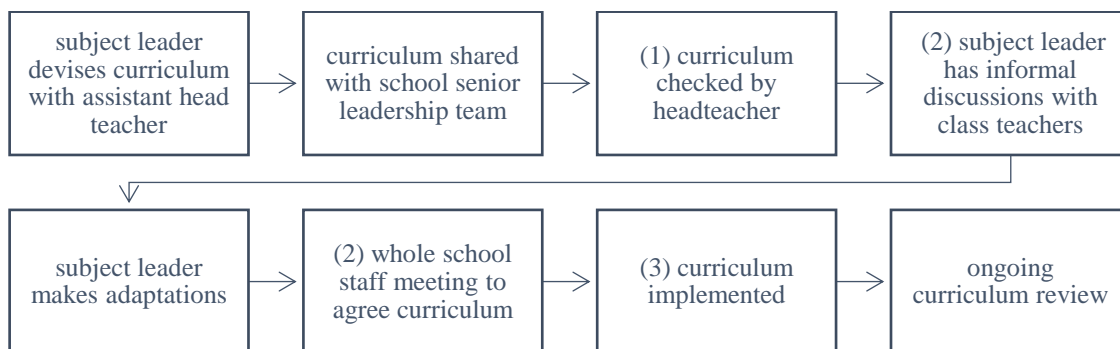 subject leader
devises curriculum
with assistant head
teacher
curriculum shared
with school senior
leadership team
(1) curriculum
checked by
headteacher
(2) subject leader
has informal
discussions with
class teachers
subject leader
makes adaptations
(2) whole school
staff meeting to
agree curriculum
(3) curriculum
implemented
ongoing
curriculum review